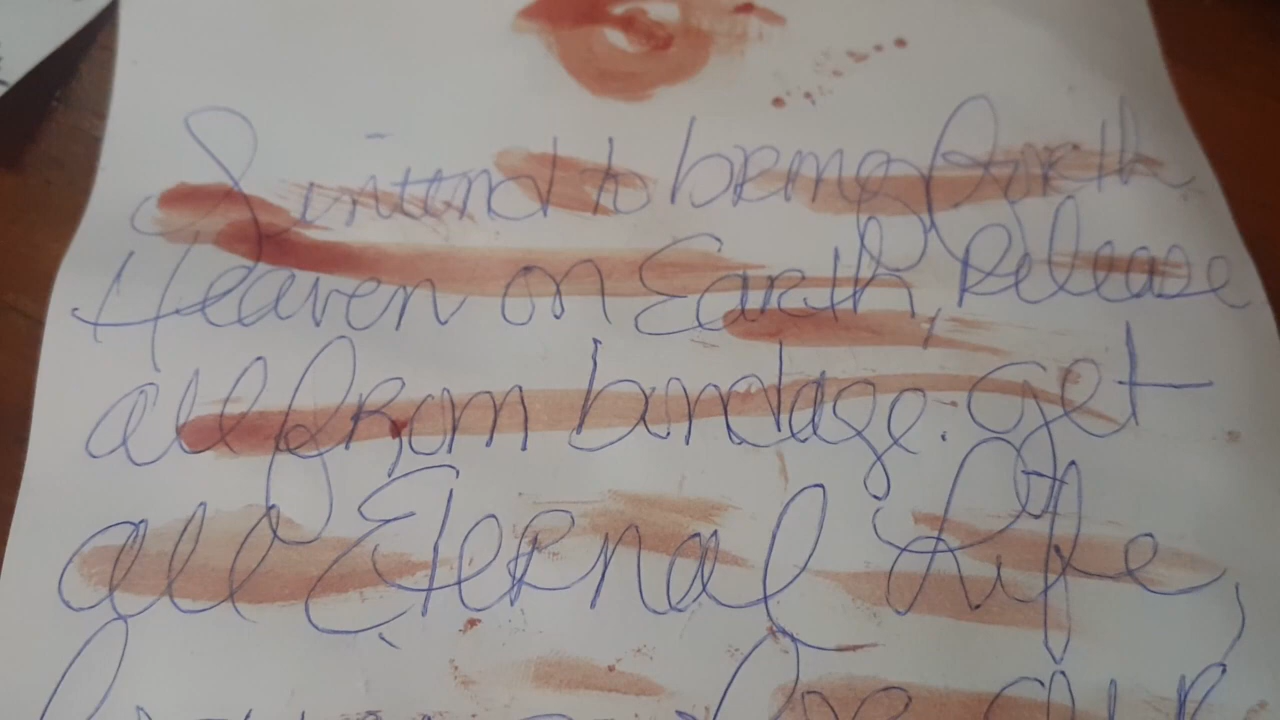 I intend to bring forth
Heaven on Earth, Release
all from bondage. get
all Eternal Life,